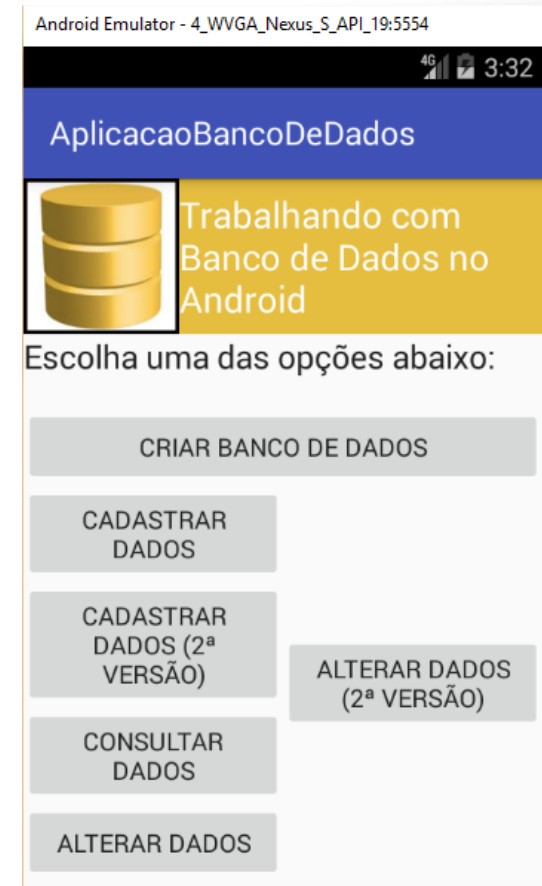 Android Emulator - 4_WVGA_Nexus_S_API_19:5554
4G 3:32
AplicacaoBancoDeDados
Trabalhando com
Banco de Dados no
Android
Escolha uma das opções abaixo:
CRIAR BANCO DE DADOS
CADASTRAR
DADOS
CADASTRAR
DADOS (2ª
VERSÃO)
ALTERAR DADOS
(2ª VERSÃO)
CONSULTAR
DADOS
ALTERAR DADOS